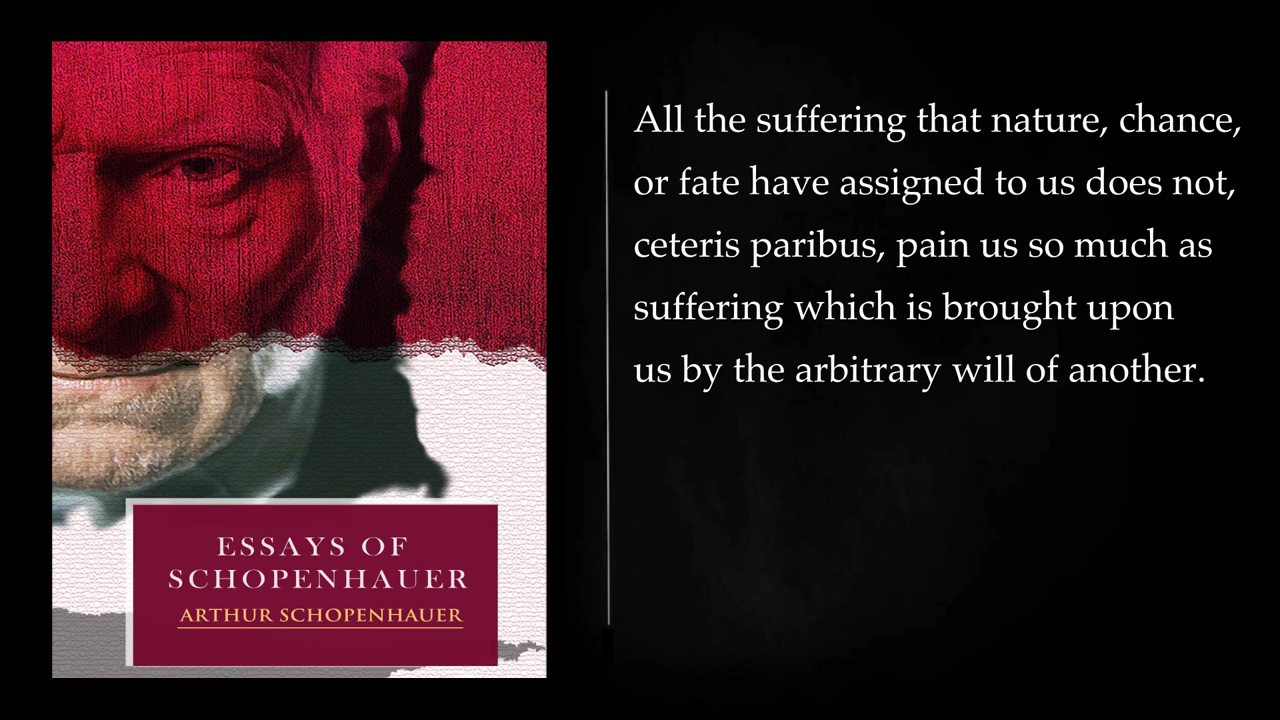 ESSAYS OF
SCHOPENHAUER
ARTHUR SCHOPENHAUER
All the suffering that nature, chance,
or fate have assigned to us does not,
ceteris paribus, pain us so much as
suffering which is brought upon
us by the arbitrary will of another.